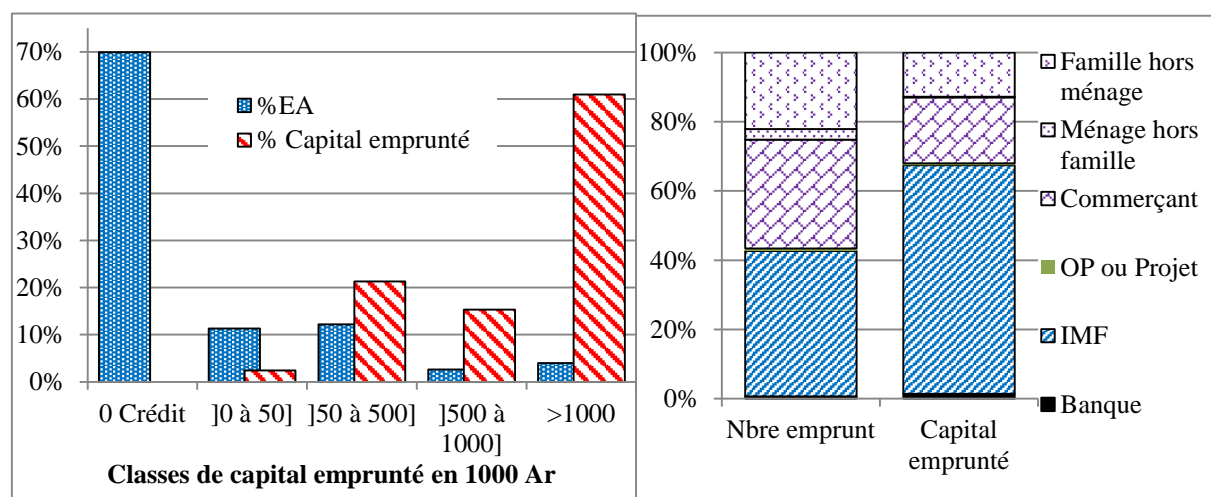 70%
60%
50%
40%
30%
20%
10%
0%
%EA
% Capital emprunté
0 Crédit
]0 à 50]
]50 à 500]
]500 à
1000]
>1000
Classes de capital emprunté en 1000 Ar
100%
80%
60%
40%
20%
0%
Nbre emprunt
Capital
emprunté
Famille hors
ménage
Ménage hors
famille
Commerçant
OP ou Projet
IMF
Banque